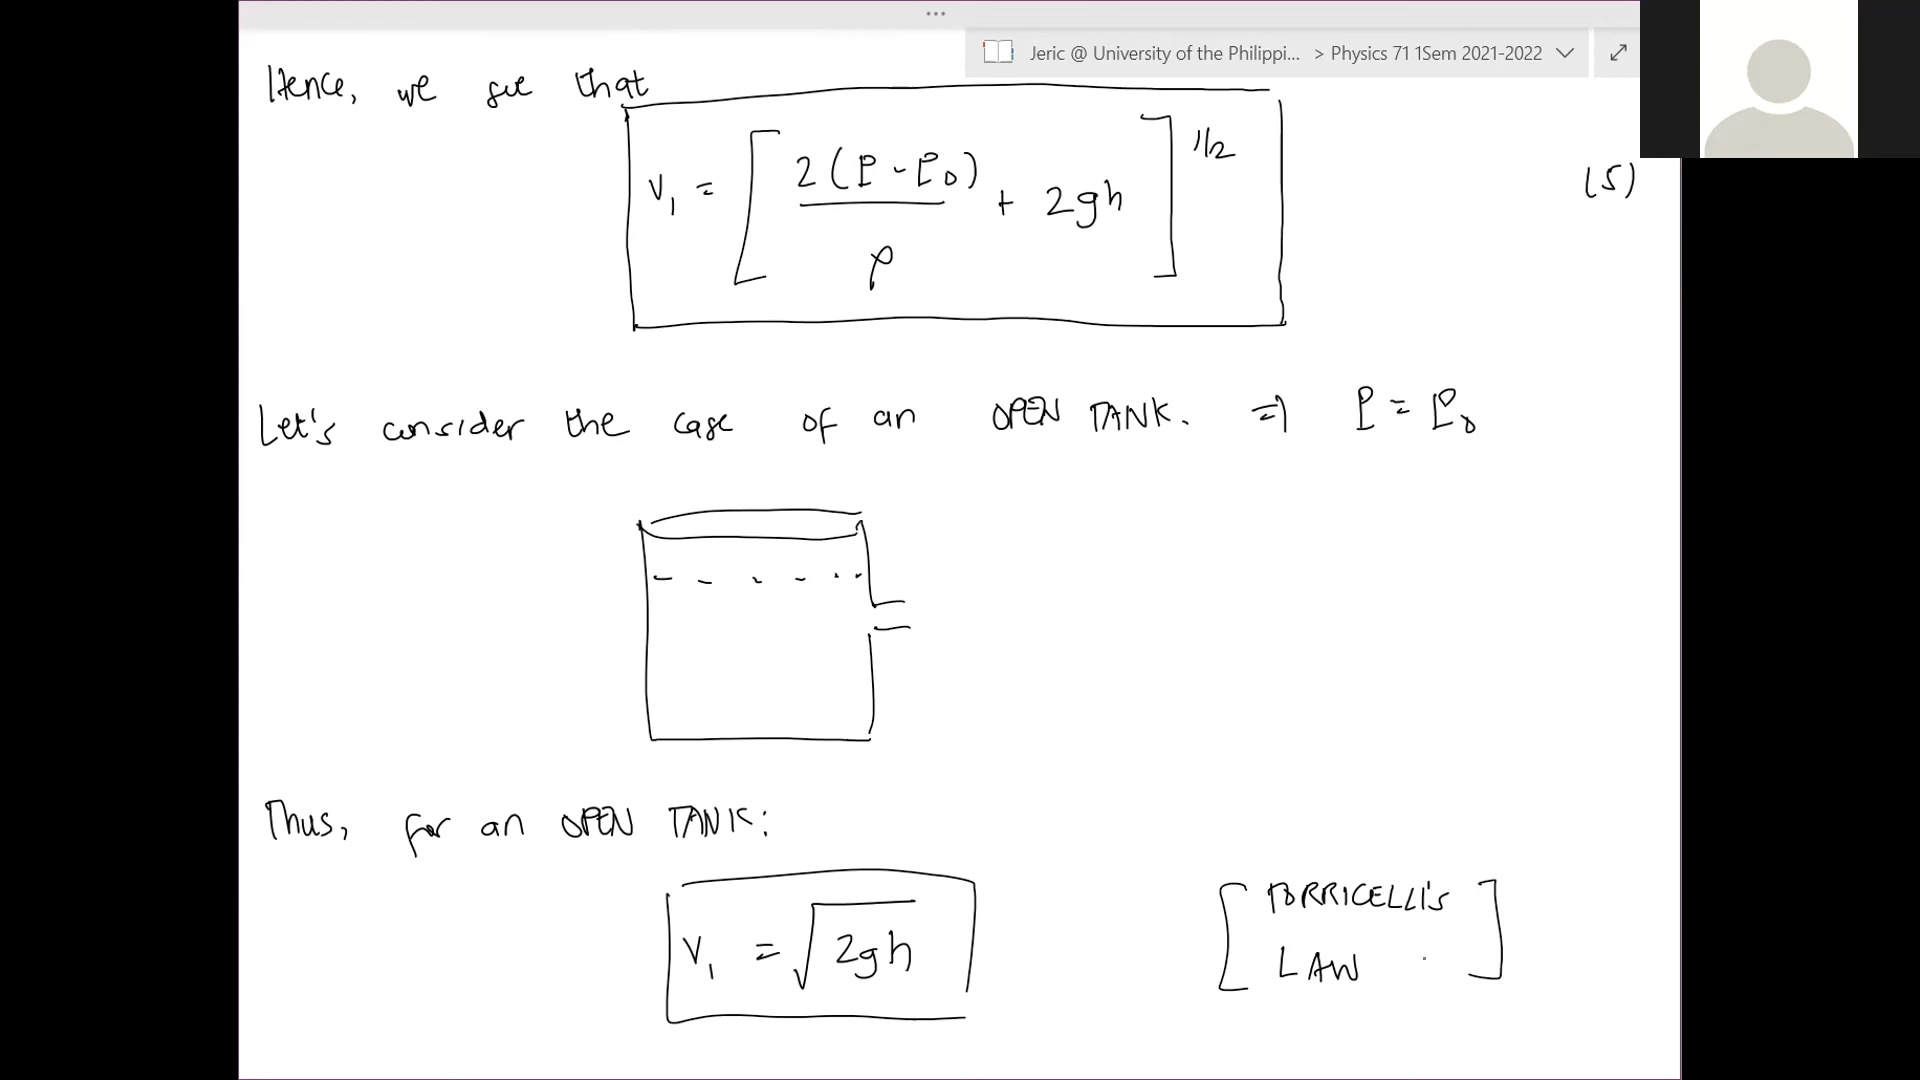 ...
Jeric @ University of the Philippi... > Physics 71 1Sem 2021-2022
Hence, we see that
v₁ = [ 2(P - P₀) / ρ + 2gh ]^1/2 (5)
Let's consider the case of an OPEN TANK. ⇒ P = P₀
Thus, for an OPEN TANK:
v₁ = √2gh [ TORRICELLI'S
LAW ]